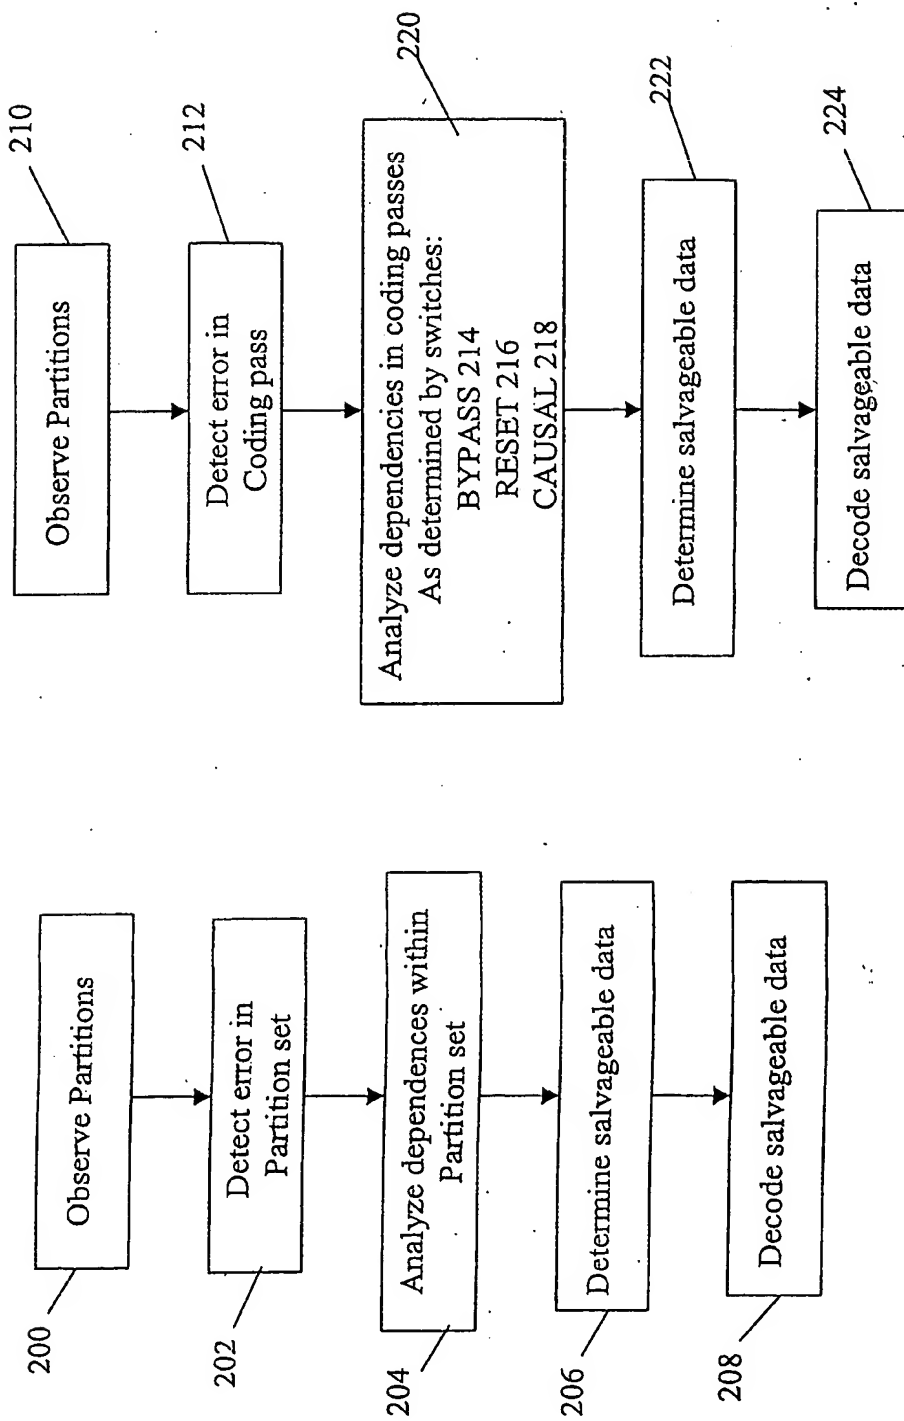 200
Observe Partitions
202
Detect error in
Partition set
204
Analyze dependences within
Partition set
206
Determine salvageable data
208
Decode salvageable data
210
Observe Partitions
212
Detect error in
Coding pass
220
Analyze dependencies in coding passes
As determined by switches:
BYPASS 214
RESET 216
CAUSAL 218
222
Determine salvageable data
224
Decode salvageable data